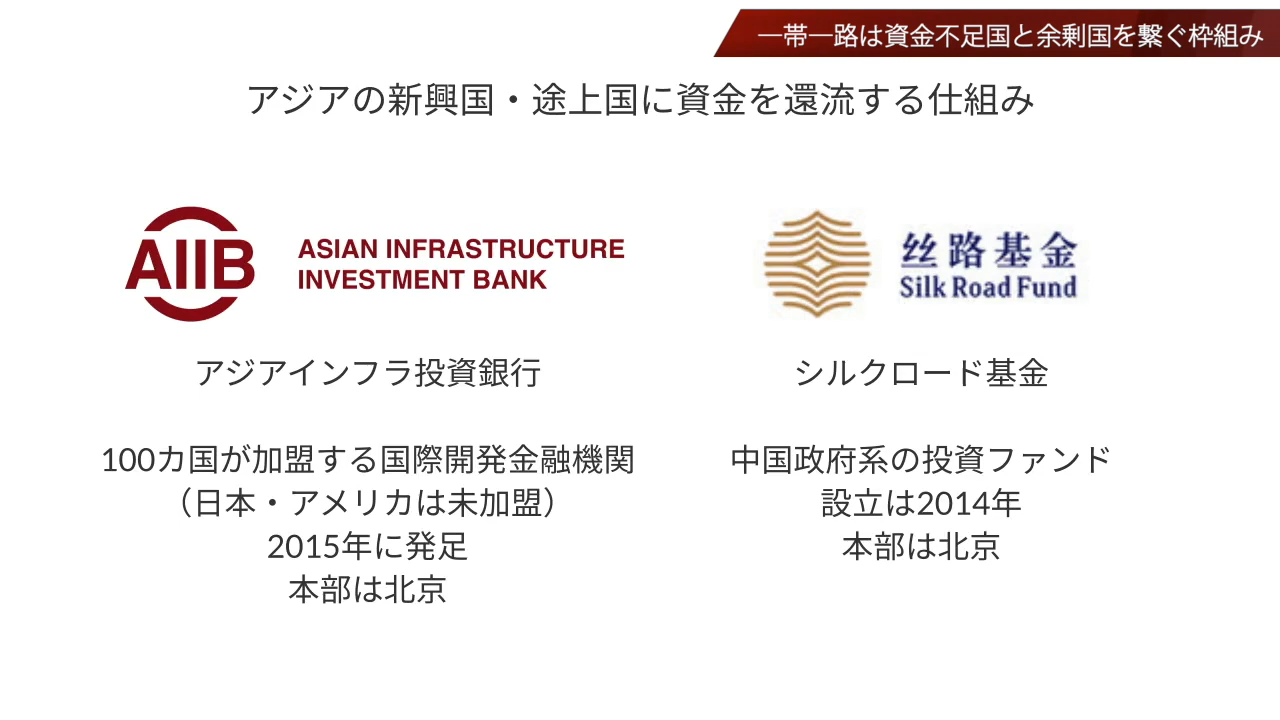 一帯一路は資金不足国と余剰国を繋ぐ枠組み
アジアの新興国・途上国に資金を還流する仕組み
AIIB
ASIAN INFRASTRUCTURE
INVESTMENT BANK
丝路基金
Silk Road Fund
アジアインフラ投資銀行
100カ国が加盟する国際開発金融機関
（日本・アメリカは未加盟）
2015年に発足
本部は北京
シルクロード基金
中国政府系の投資ファンド
設立は2014年
本部は北京